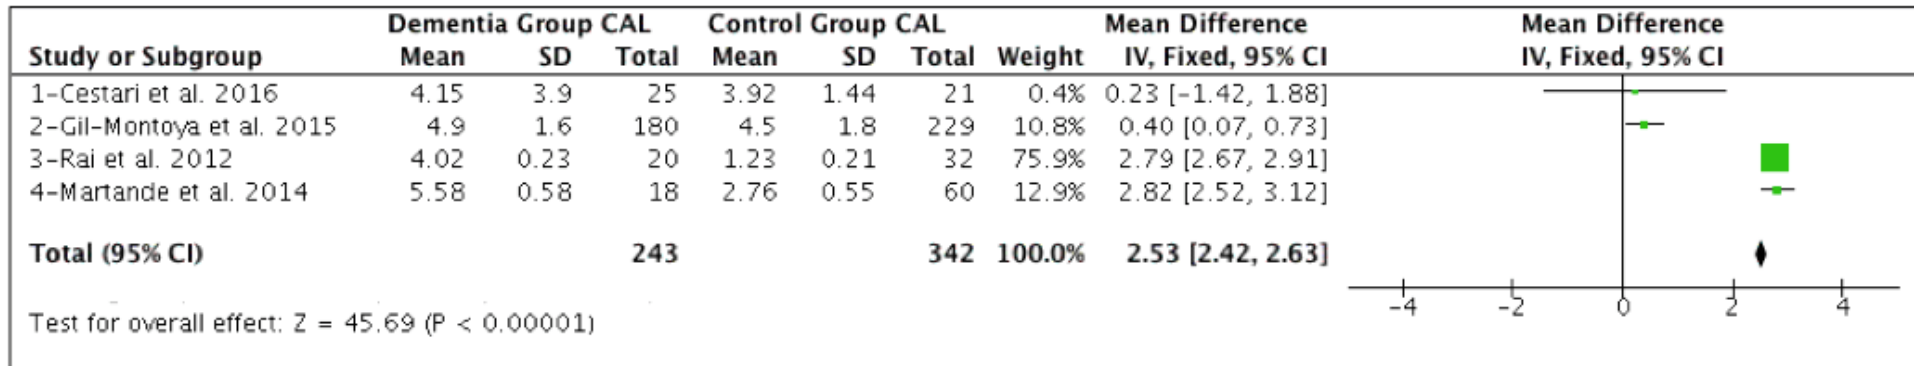 Dementia Group CAL Control Group CAL Mean Difference Mean Difference
Study or Subgroup Mean SD Total Mean SD Total Weight IV, Fixed, 95% CI IV, Fixed, 95% CI
1-Cestari et al. 2016 4.15 3.9 25 3.92 1.44 21 0.4% 0.23 [-1.42, 1.88]
2-Gil-Montoya et al. 2015 4.9 1.6 180 4.5 1.8 229 10.8% 0.40 [0.07, 0.73]
3-Rai et al. 2012 4.02 0.23 20 1.23 0.21 32 75.9% 2.79 [2.67, 2.91]
4-Martande et al. 2014 5.58 0.58 18 2.76 0.55 60 12.9% 2.82 [2.52, 3.12]
Total (95% CI) 243 342 100.0% 2.53 [2.42, 2.63]
-4 -2 0 2 4
Test for overall effect: Z = 45.69 (P < 0.00001)